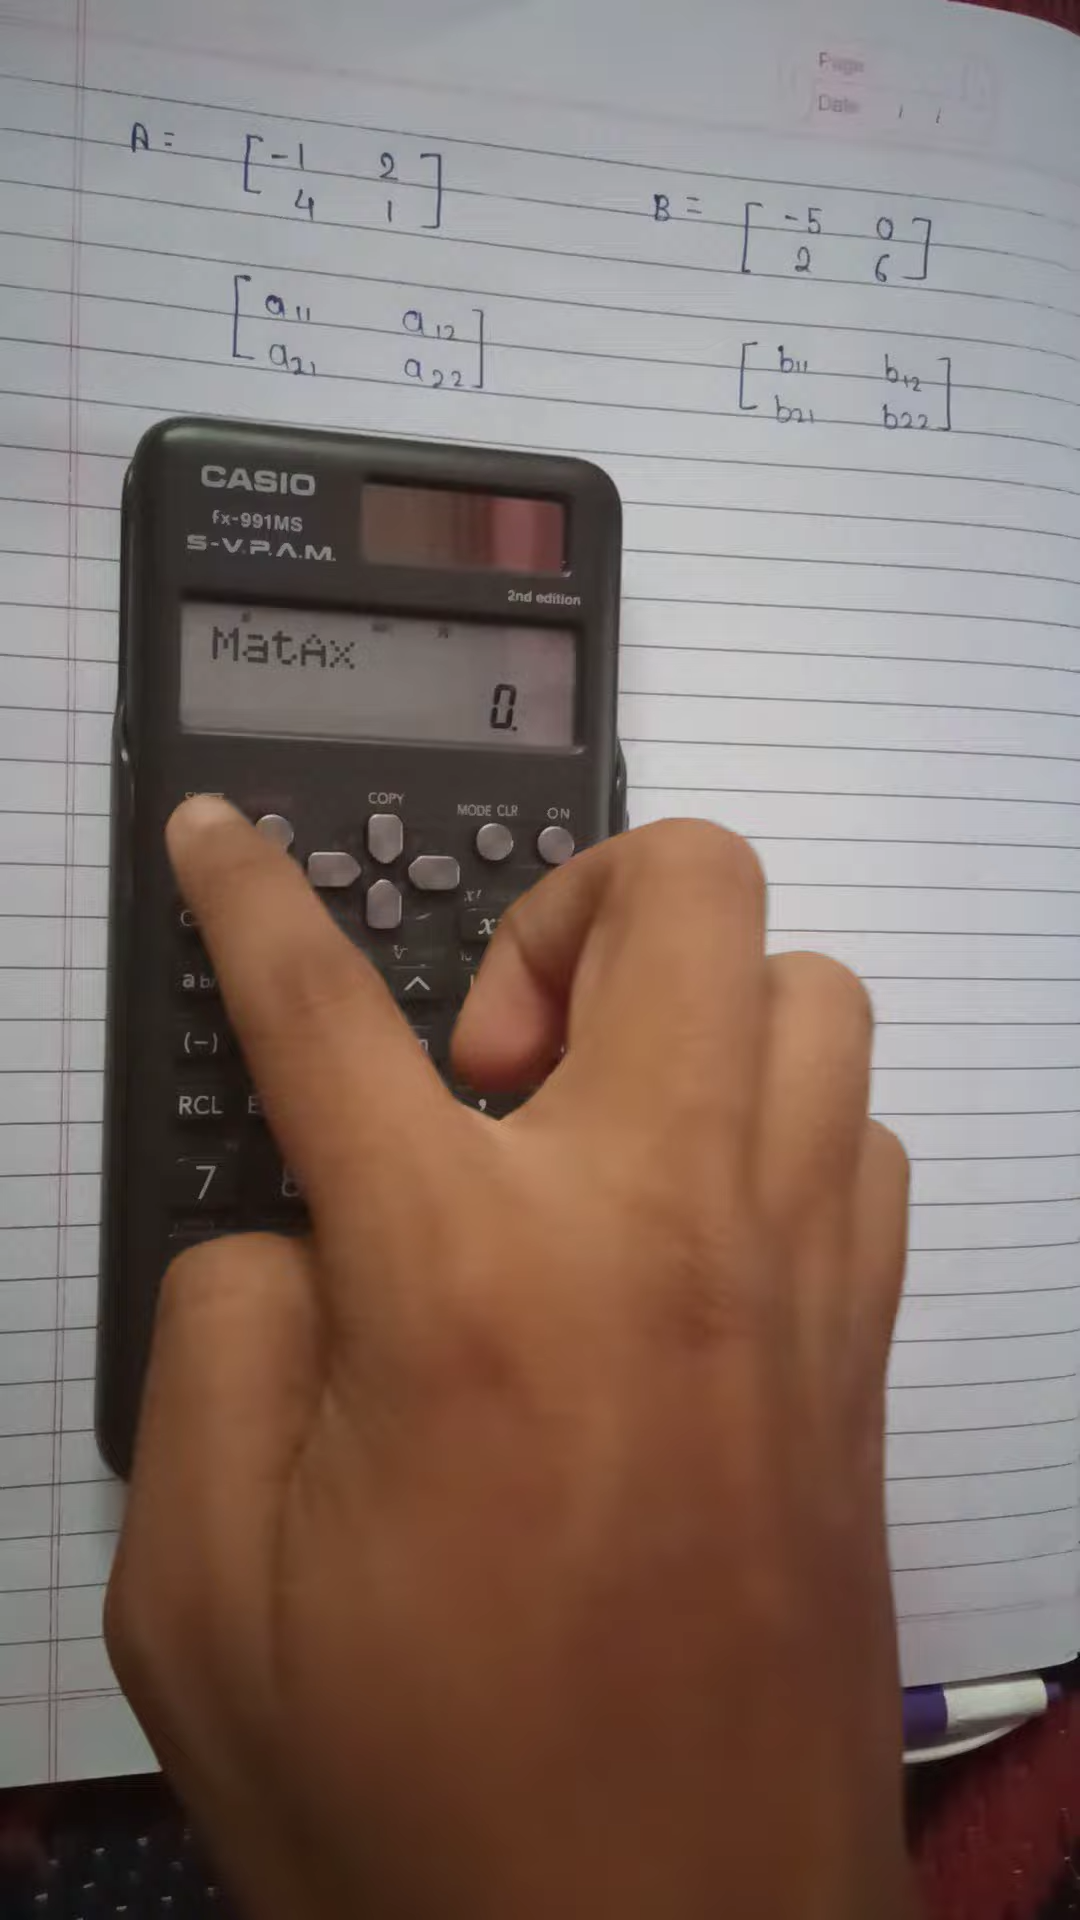 Page
Date / /
A = [ -1 2
4 1 ]
B = [ -5 0
2 6 ]
[ a11 a12
a21 a22 ]
[ b11 b12
b21 b22 ]
CASIO
fx-991MS
S-V.P.A.M.
2nd edition
MatA×
0.
COPY
MODE CLR
ON
x!
a b/
^
(-)
RCL
,
7